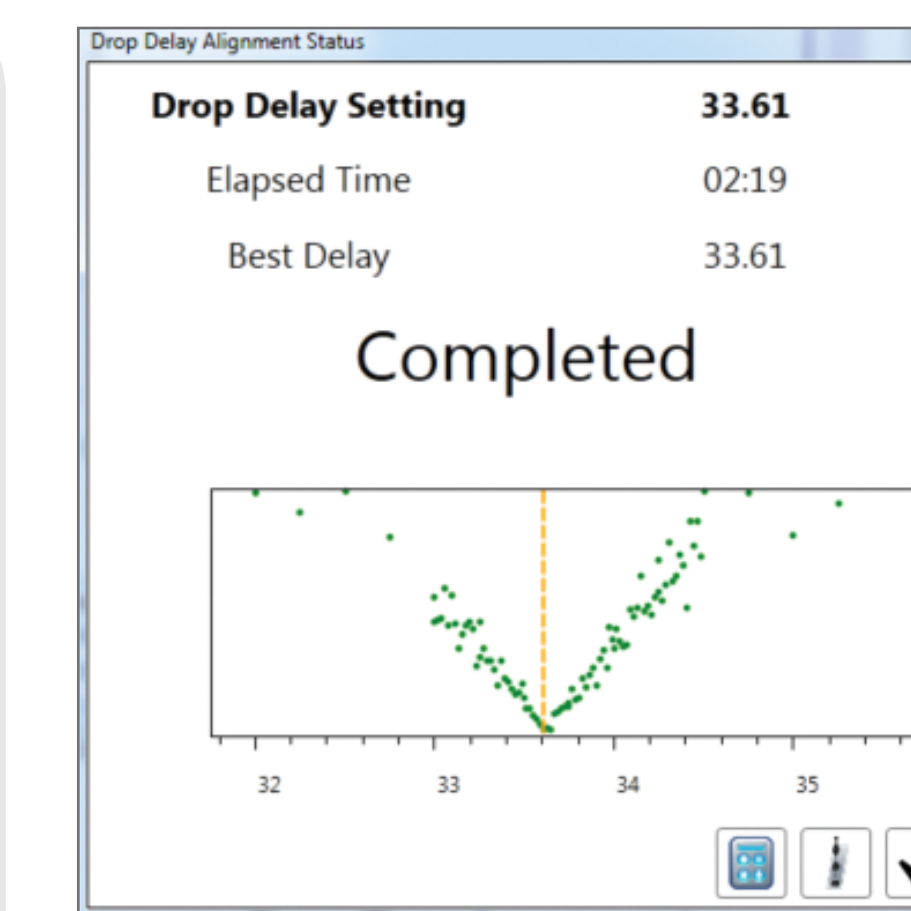 Drop Delay Alignment Status
Drop Delay Setting 33.61
Elapsed Time 02:19
Best Delay 33.61
Completed
32 33 34 35